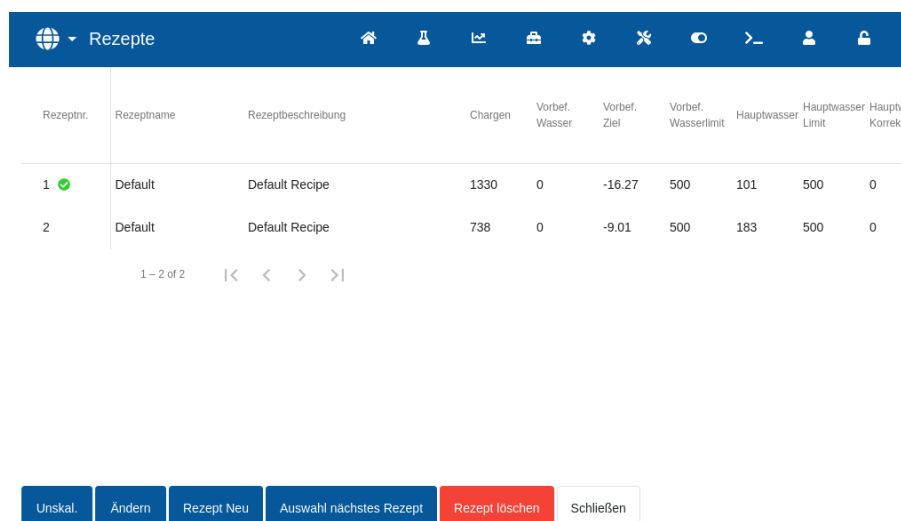 Rezepte
Rezeptnr. Rezeptname Rezeptbeschreibung Chargen Vorbef. Wasser Vorbef. Ziel Vorbef. Wasserlimit Hauptwasser Hauptwasser Limit
1 Default Default Recipe 1330 0 -16.27 500 101 500 0
2 Default Default Recipe 738 0 -9.01 500 183 500 0
1 – 2 of 2
Unskal. Ändern Rezept Neu Auswahl nächstes Rezept Rezept löschen Schließen